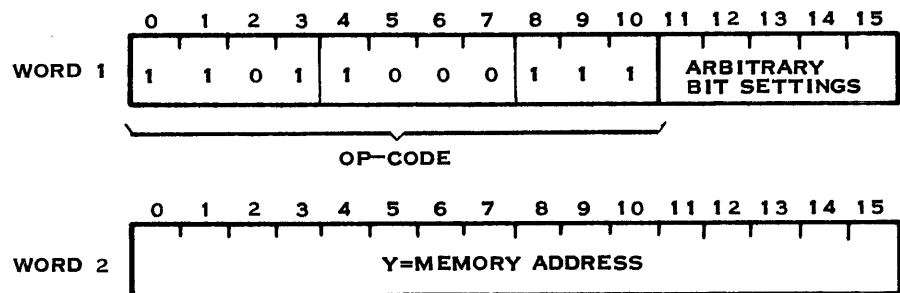 0 1 2 3 4 5 6 7 8 9 10 11 12 13 14 15
WORD 1 1 1 0 1 1 0 0 0 1 1 1 ARBITRARY
BIT SETTINGS
OP-CODE
0 1 2 3 4 5 6 7 8 9 10 11 12 13 14 15
WORD 2 Y=MEMORY ADDRESS